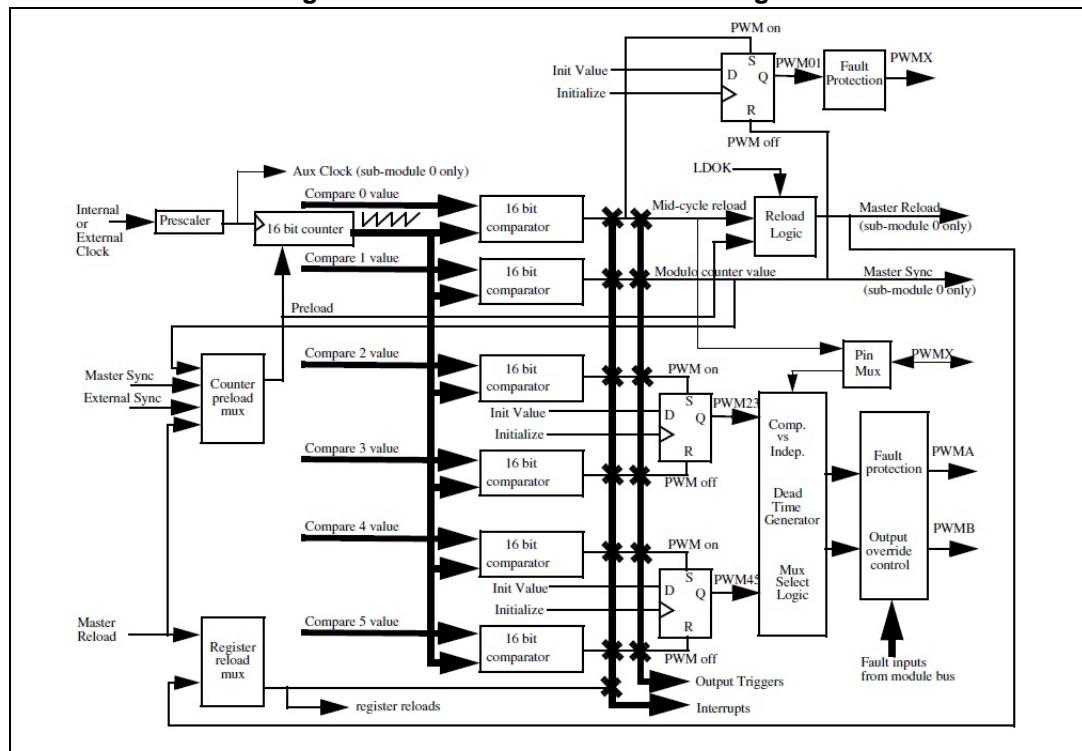 PWM on
Init Value
Initialize
D
S
Q
R
PWM01
Fault
Protection
PWMX
PWM off
LDOK
Aux Clock (sub-module 0 only)
Compare 0 value
Internal
or
External
Clock
Prescaler
16 bit counter
16 bit
comparator
Mid-cycle reload
Reload
Logic
Master Reload
(sub-module 0 only)
Compare 1 value
16 bit
comparator
Modulo counter value
Master Sync
(sub-module 0 only)
Preload
Master Sync
External Sync
Counter
preload
mux
Compare 2 value
16 bit
comparator
PWM on
Pin
Mux
PWMX
Init Value
Initialize
D
S
Q
R
PWM23
Compare 3 value
16 bit
comparator
PWM off
Comp.
vs
Indep.
Dead
Time
Generator
Mux
Select
Logic
Fault
protection
Output
override
control
PWMA
PWMB
Compare 4 value
16 bit
comparator
PWM on
Init Value
Initialize
D
S
Q
R
PWM45
Compare 5 value
16 bit
comparator
PWM off
Master
Reload
Register
reload
mux
Fault inputs
from module bus
Output Triggers
register reloads
Interrupts